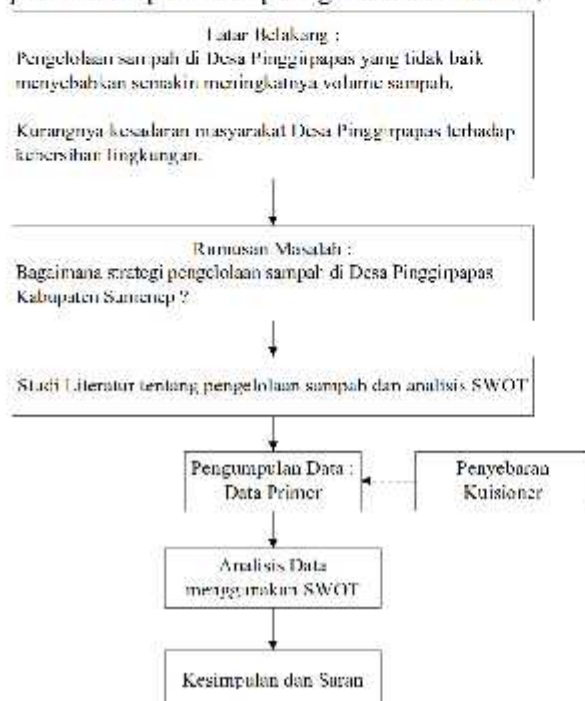 Latar Belakang :
Pengelolaan sampah di Desa Pinggirpapas yang tidak baik
menyebabkan semakin meningkatnya volume sampah.
Kurangnya kesadaran masyarakat Desa Pinggirpapas terhadap
kebersihan lingkungan.
Rumusan Masalah :
Bagaimana strategi pengelolaan sampah di Desa Pinggirpapas
Kabupaten Sumenep ?
Studi Literatur tentang pengelolaan sampah dan analisis SWOT
Pengumpulan Data :
Data Primer
Penyebaran
Kuisioner
Analisis Data
menggunakan SWOT
Kesimpulan dan Saran